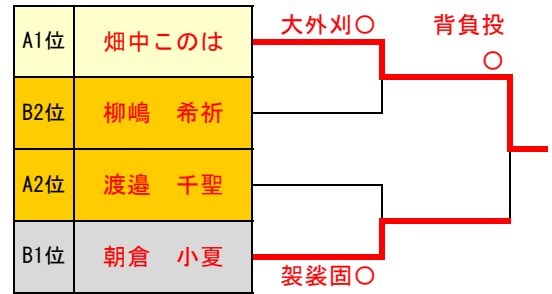 大外刈〇 背負投
〇
A1位 畑中このは
B2位 柳嶋　希祈
A2位 渡邉　千聖
B1位 朝倉　小夏
袈裟固〇